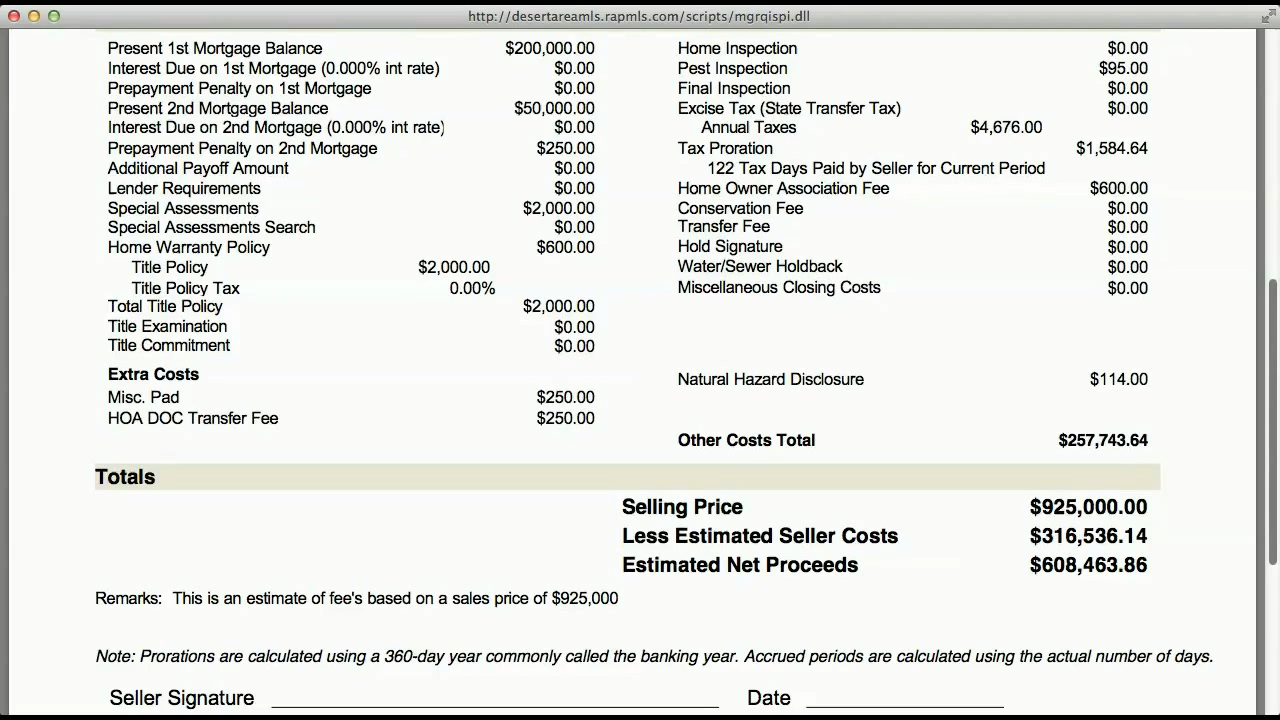 http://desertareamls.rapmls.com/scripts/mgrqispi.dll
Present 1st Mortgage Balance $200,000.00
Interest Due on 1st Mortgage (0.000% int rate) $0.00
Prepayment Penalty on 1st Mortgage $0.00
Present 2nd Mortgage Balance $50,000.00
Interest Due on 2nd Mortgage (0.000% int rate) $0.00
Prepayment Penalty on 2nd Mortgage $250.00
Additional Payoff Amount $0.00
Lender Requirements $0.00
Special Assessments $2,000.00
Special Assessments Search $0.00
Home Warranty Policy $600.00
Title Policy $2,000.00
Title Policy Tax 0.00%
Total Title Policy $2,000.00
Title Examination $0.00
Title Commitment $0.00
Extra Costs
Misc. Pad $250.00
HOA DOC Transfer Fee $250.00
Home Inspection $0.00
Pest Inspection $95.00
Final Inspection $0.00
Excise Tax (State Transfer Tax) $0.00
Annual Taxes $4,676.00
Tax Proration $1,584.64
122 Tax Days Paid by Seller for Current Period
Home Owner Association Fee $600.00
Conservation Fee $0.00
Transfer Fee $0.00
Hold Signature $0.00
Water/Sewer Holdback $0.00
Miscellaneous Closing Costs $0.00
Natural Hazard Disclosure $114.00
Other Costs Total $257,743.64
Totals
Selling Price $925,000.00
Less Estimated Seller Costs $316,536.14
Estimated Net Proceeds $608,463.86
Remarks: This is an estimate of fee's based on a sales price of $925,000
Note: Prorations are calculated using a 360-day year commonly called the banking year. Accrued periods are calculated using the actual number of days.
Seller Signature Date